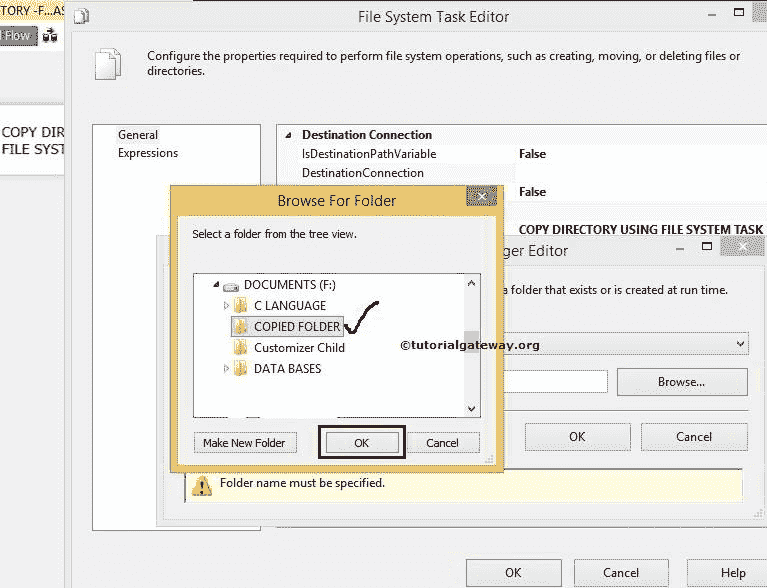 TORY -F...AS
File System Task Editor
l Flow
Configure the properties required to perform file system operations, such as creating, moving, or deleting files or
directories.
COPY DIR
FILE SYST
General
Expressions
Destination Connection
IsDestinationPathVariable False
DestinationConnection
False
COPY DIRECTORY USING FILE SYSTEM TASK
Browse For Folder
Select a folder from the tree view.
DOCUMENTS (F:)
C LANGUAGE
COPIED FOLDER
Customizer Child
DATA BASES
Make New Folder
OK
Cancel
ger Editor
a folder that exists or is created at run time.
©tutorialgateway.org
Browse...
OK
Cancel
Folder name must be specified.
OK
Cancel
Help